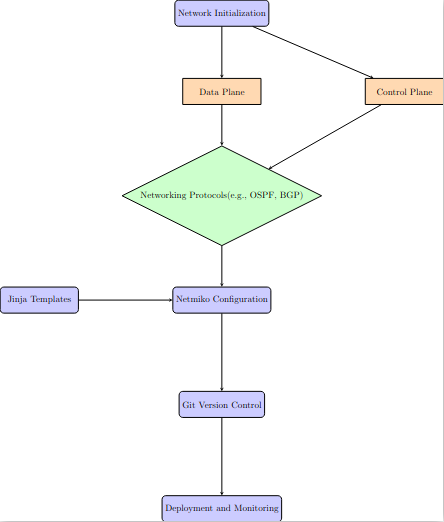 Network Initialization
Data Plane
Control Plane
Networking Protocols(e.g., OSPF, BGP)
Jinja Templates
Netmiko Configuration
Git Version Control
Deployment and Monitoring